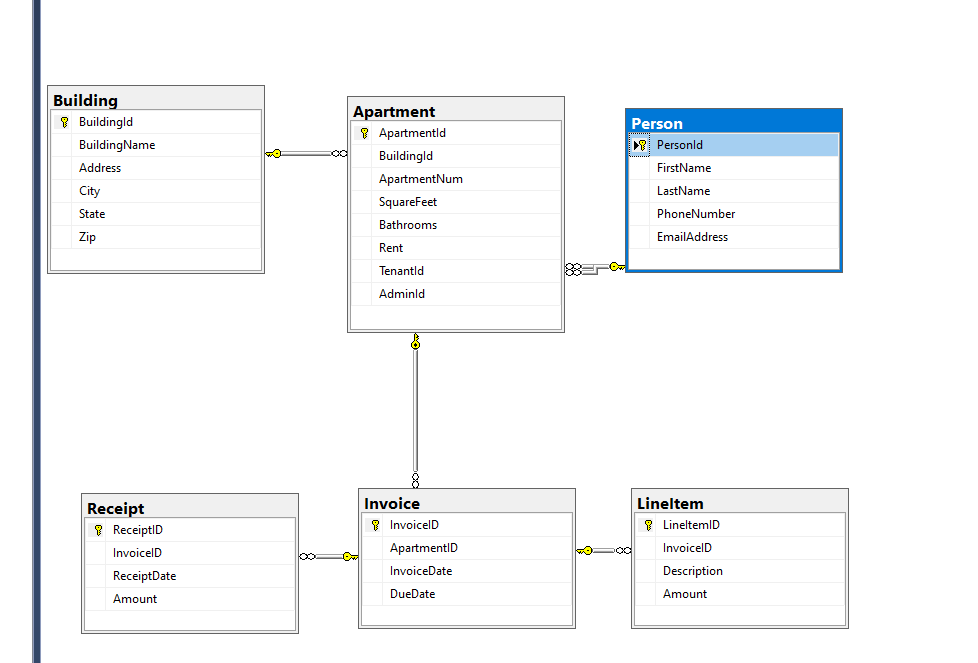 Building
BuildingId
BuildingName
Address
City
State
Zip
Apartment
ApartmentId
BuildingId
ApartmentNum
SquareFeet
Bathrooms
Rent
TenantId
AdminId
Person
PersonId
FirstName
LastName
PhoneNumber
EmailAddress
Receipt
ReceiptID
InvoiceID
ReceiptDate
Amount
Invoice
InvoiceID
ApartmentID
InvoiceDate
DueDate
LineItem
LineItemID
InvoiceID
Description
Amount